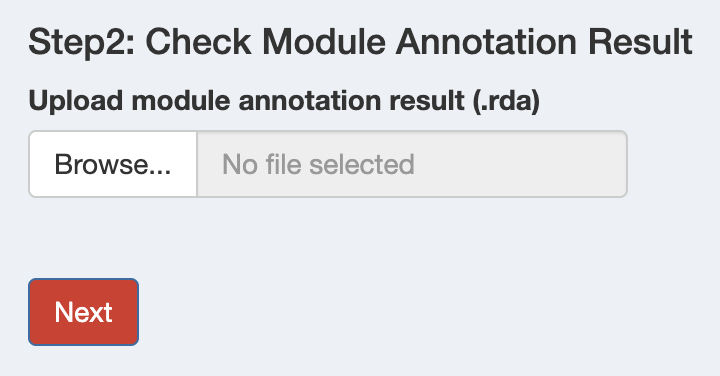 Step2: Check Module Annotation Result
Upload module annotation result (.rda)
Browse... No file selected
Next